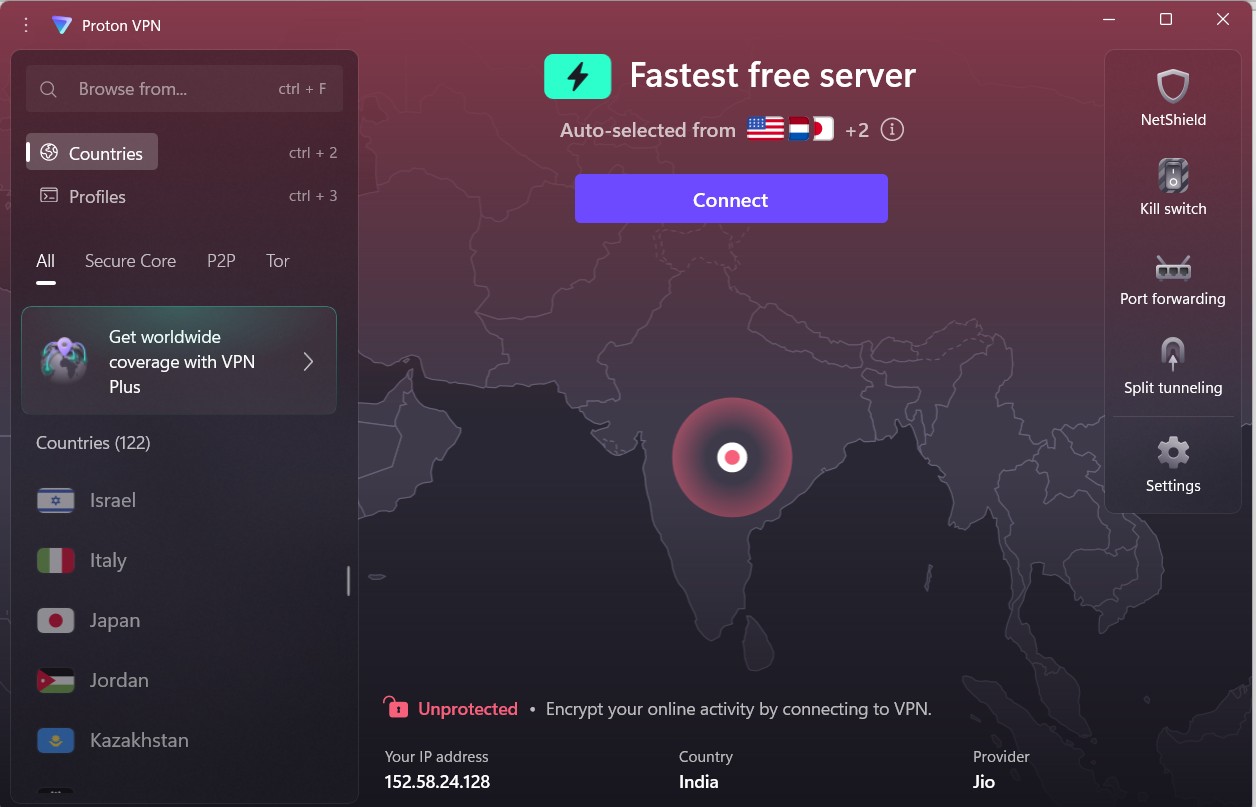 Proton VPN
Browse from...
ctrl + F
Countries
ctrl + 2
Profiles
ctrl + 3
All
Secure Core
P2P
Tor
Get worldwide
coverage with VPN
Plus
Countries (122)
Israel
Italy
Japan
Jordan
Kazakhstan
Fastest free server
Auto-selected from
+2
Connect
Unprotected • Encrypt your online activity by connecting to VPN.
Your IP address
152.58.24.128
Country
India
Provider
Jio
NetShield
Kill switch
Port forwarding
Split tunneling
Settings